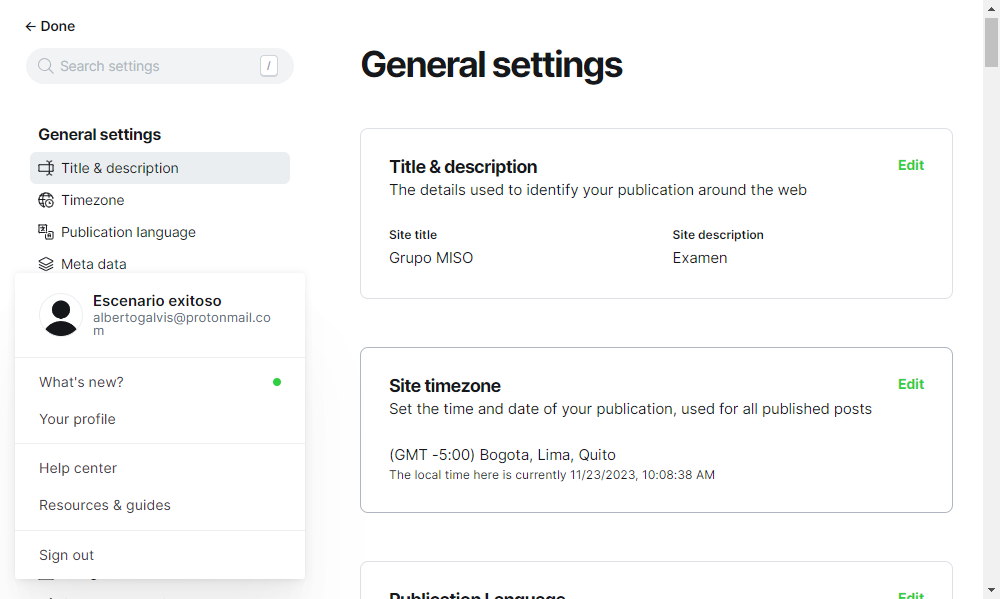 ← Done
Search settings
/
General settings
Title & description
Timezone
Publication language
Meta data
Escenario exitoso
albertogalvis@protonmail.co
m
What's new?
Your profile
Help center
Resources & guides
Sign out
General settings
Title & description
Edit
The details used to identify your publication around the web
Site title
Site description
Grupo MISO
Examen
Site timezone
Edit
Set the time and date of your publication, used for all published posts
(GMT -5:00) Bogota, Lima, Quito
The local time here is currently 11/23/2023, 10:08:38 AM
Publication Language
Edit